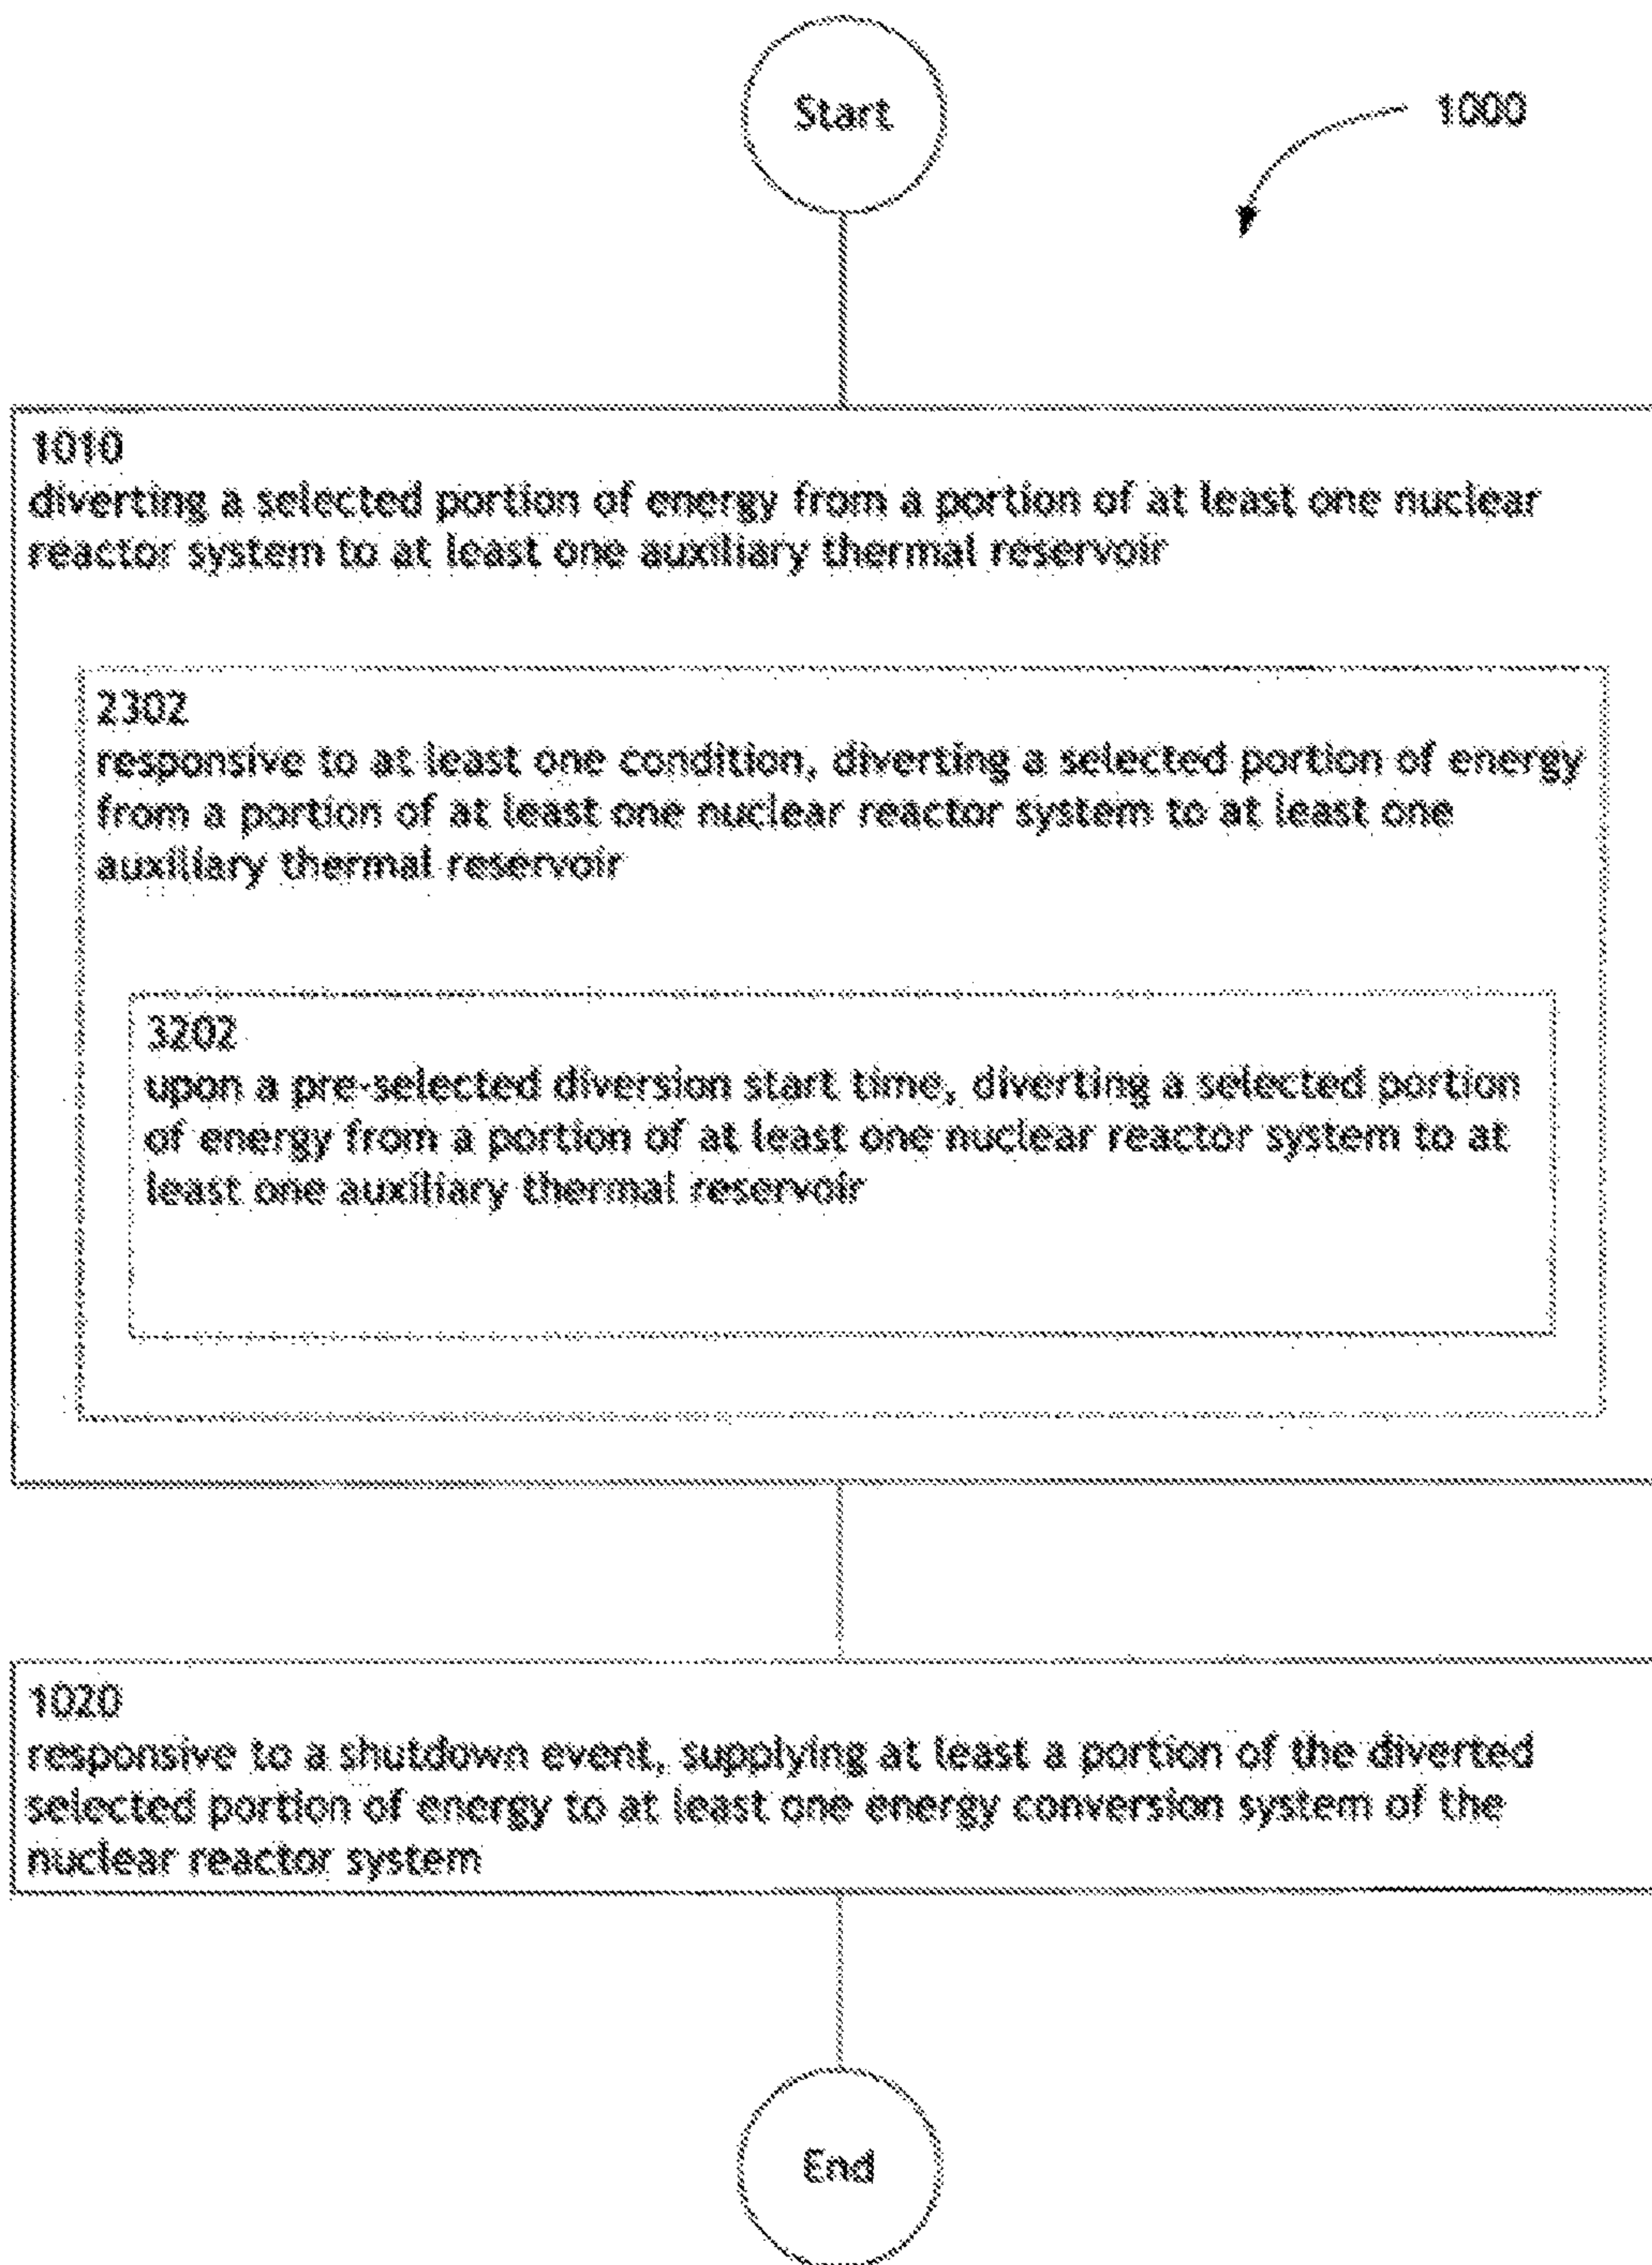 Start
1000
1010
diverting a selected portion of energy from a portion of at least one nuclear
reactor system to at least one auxiliary thermal reservoir
2302
responsive to at least one condition, diverting a selected portion of energy
from a portion of at least one nuclear reactor system to at least one
auxiliary thermal reservoir
3202
upon a pre-selected diversion start time, diverting a selected portion
of energy from a portion of at least one nuclear reactor system to at
least one auxiliary thermal reservoir
1020
responsive to a shutdown event, supplying at least a portion of the diverted
selected portion of energy to at least one energy conversion system of the
nuclear reactor system
End